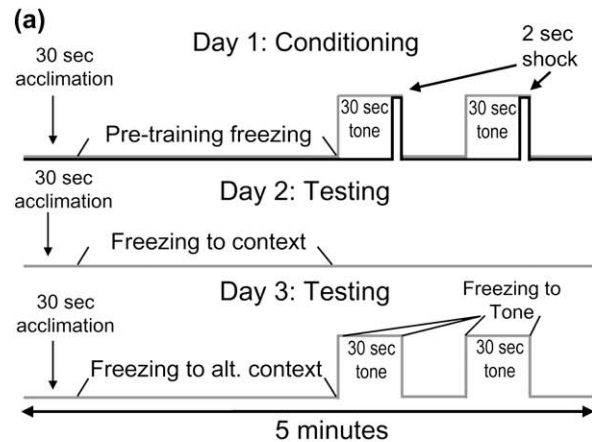 (a)
Day 1: Conditioning
2 sec
shock
30 sec
acclimation
Pre-training freezing
30 sec
tone
30 sec
tone
Day 2: Testing
30 sec
acclimation
Freezing to context
Day 3: Testing
30 sec
acclimation
Freezing to
Tone
Freezing to alt. context
30 sec
tone
30 sec
tone
5 minutes